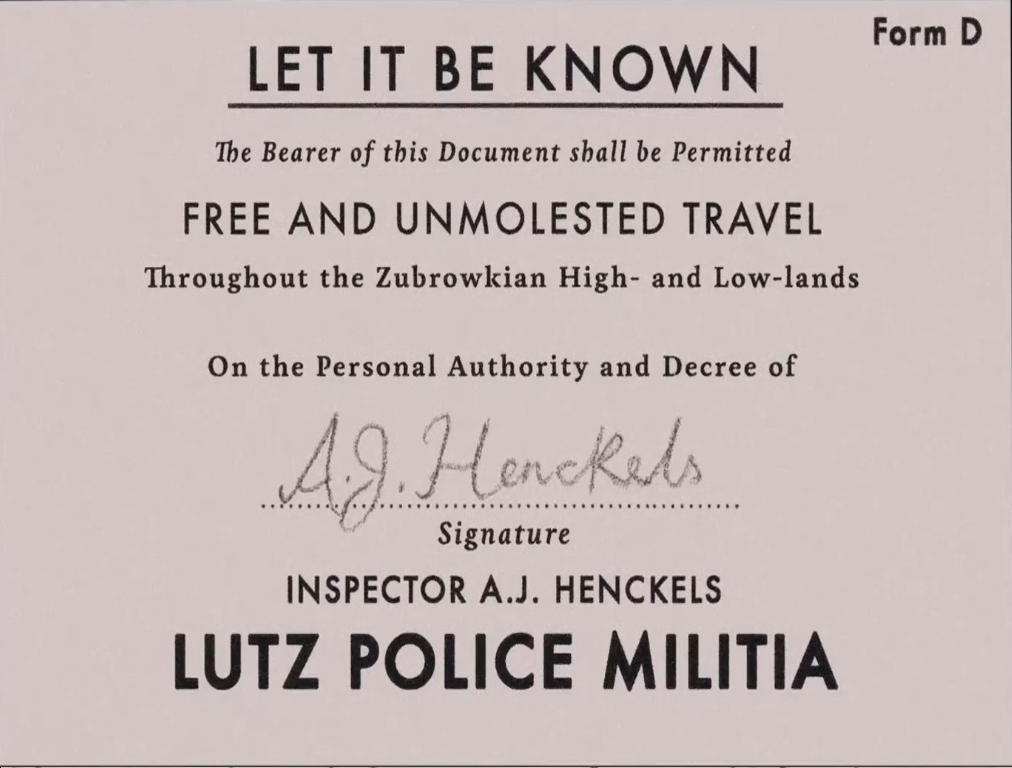 Form D
LET IT BE KNOWN
The Bearer of this Document shall be Permitted
FREE AND UNMOLESTED TRAVEL
Throughout the Zubrowkian High- and Low-lands
On the Personal Authority and Decree of
A.J. Henckels
Signature
INSPECTOR A.J. HENCKELS
LUTZ POLICE MILITIA